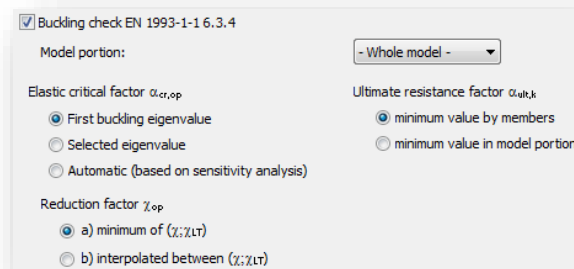 Buckling check EN 1993-1-1 6.3.4
Model portion:
- Whole model -
Elastic critical factor αcr,op
First buckling eigenvalue
Selected eigenvalue
Automatic (based on sensitivity analysis)
Ultimate resistance factor αult,k
minimum value by members
minimum value in model portion
Reduction factor χop
a) minimum of (χ;χLT)
b) interpolated between (χ;χLT)